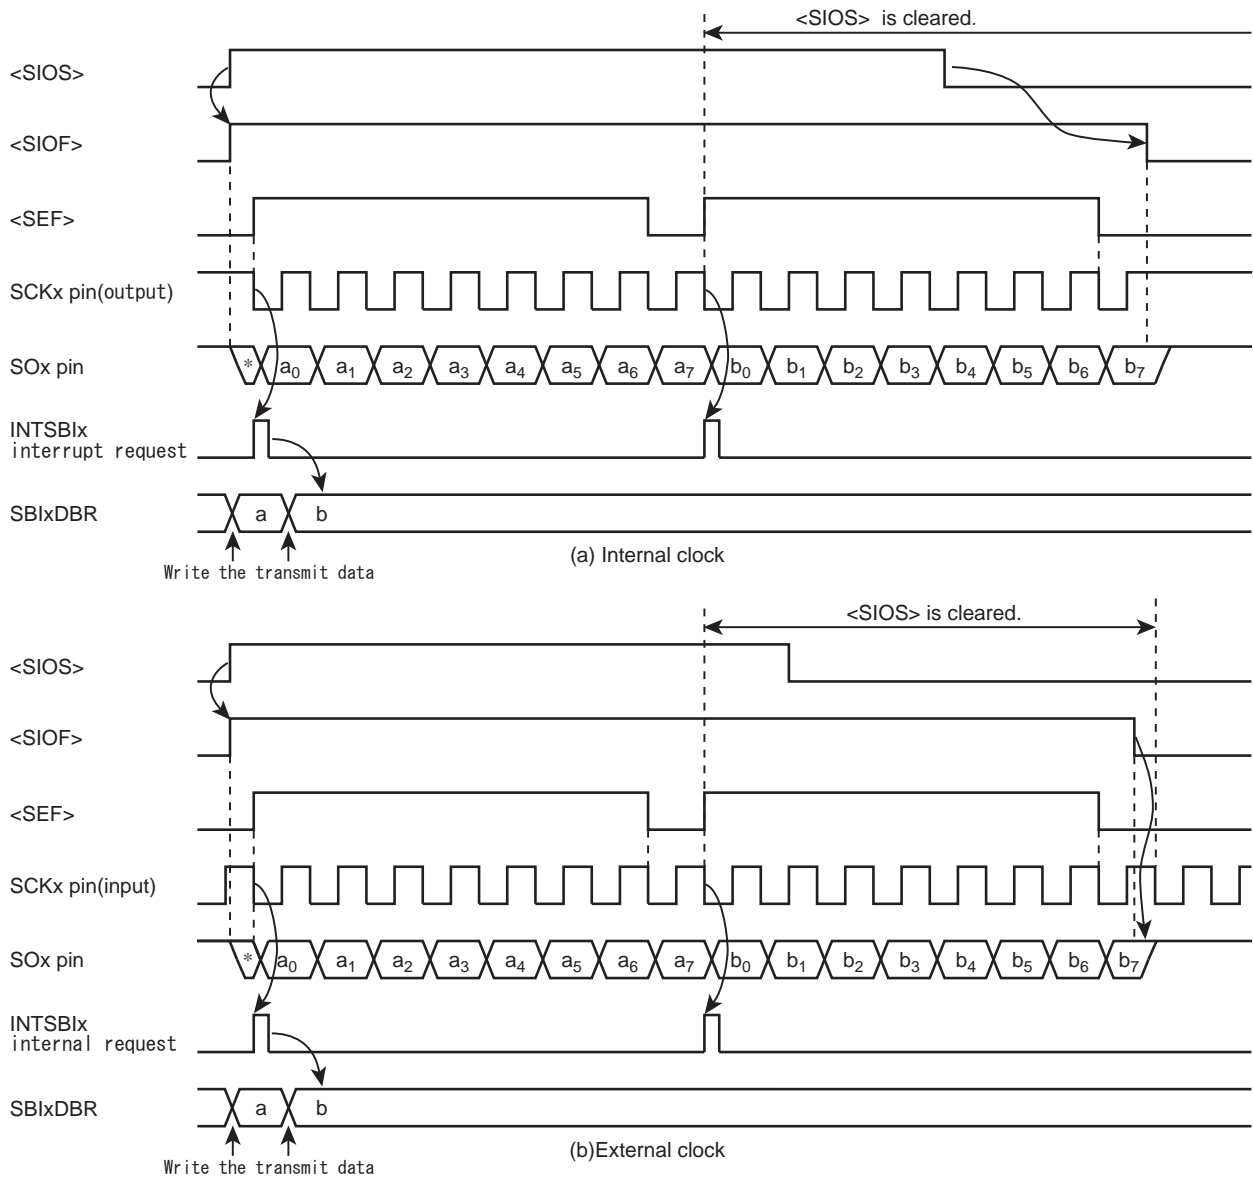 <SIOS> is cleared.
<SIOS>
<SIOF>
<SEF>
SCKx pin(output)
SOx pin
* a0 a1 a2 a3 a4 a5 a6 a7 b0 b1 b2 b3 b4 b5 b6 b7
INTSBIx
interrupt request
SBIxDBR
a b
(a) Internal clock
Write the transmit data
<SIOS> is cleared.
<SIOS>
<SIOF>
<SEF>
SCKx pin(input)
SOx pin
* a0 a1 a2 a3 a4 a5 a6 a7 b0 b1 b2 b3 b4 b5 b6 b7
INTSBIx
internal request
SBIxDBR
a b
(b)External clock
Write the transmit data